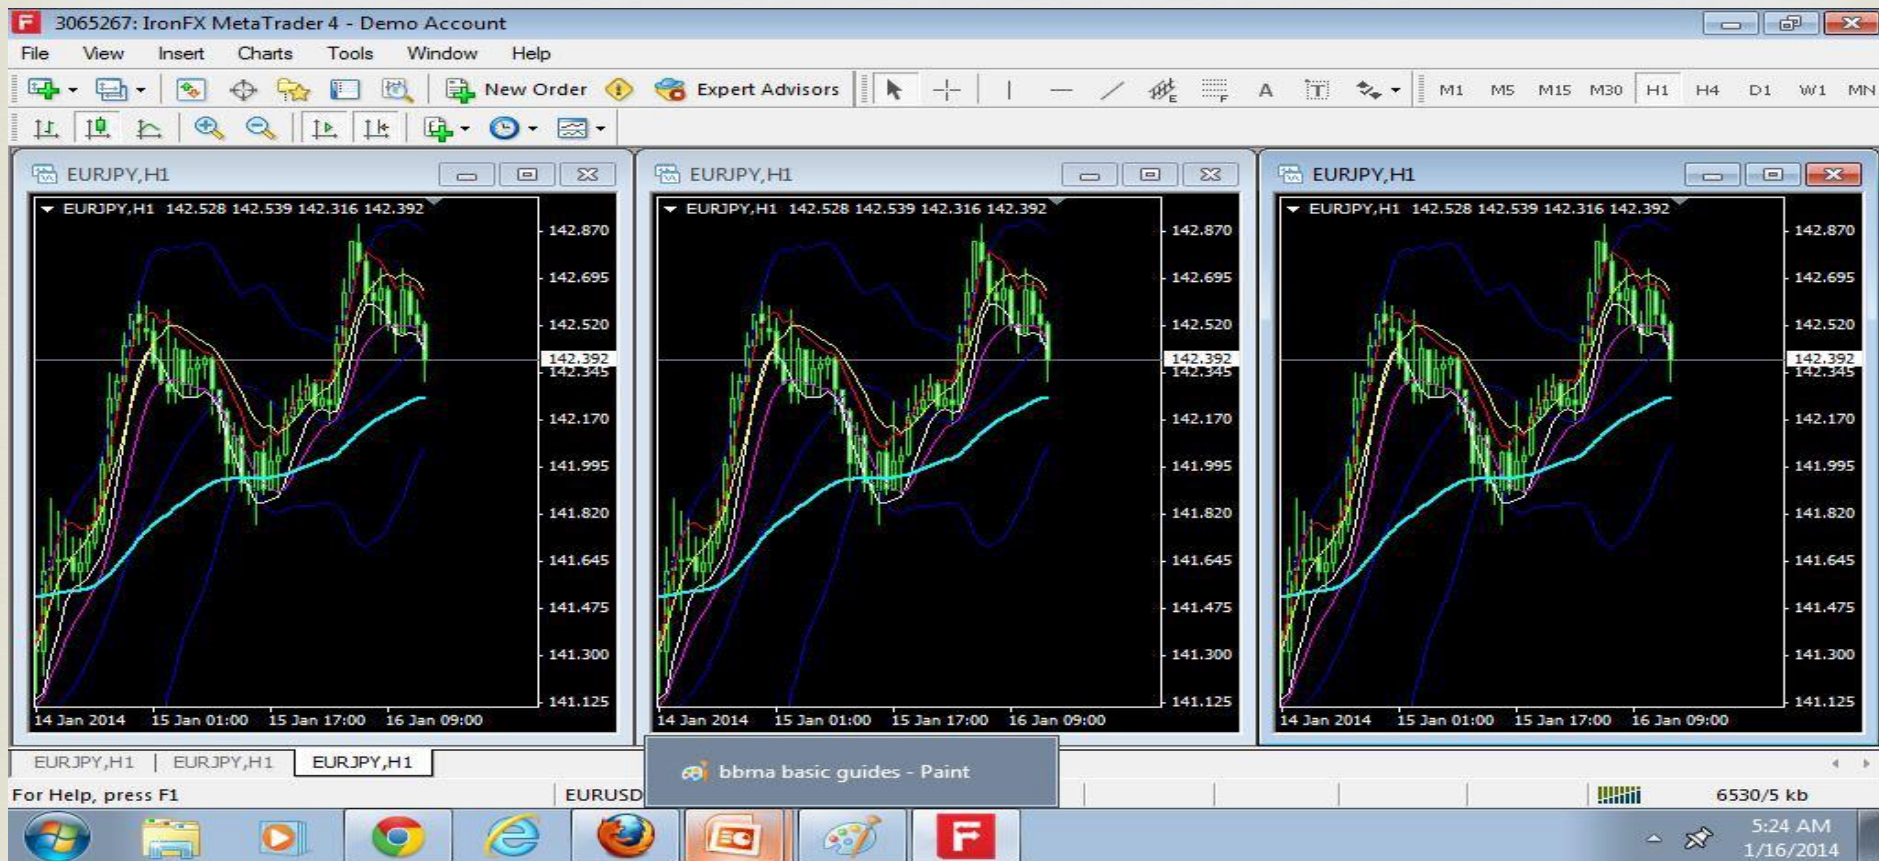 3065267: IronFX MetaTrader 4 - Demo Account
File View Insert Charts Tools Window Help
New Order Expert Advisors E F A T M1 M5 M15 M30 H1 H4 D1 W1 MN
EURJPY,H1
EURJPY,H1 142.528 142.539 142.316 142.392
142.870
142.695
142.520
142.392
142.345
142.170
141.995
141.820
141.645
141.475
141.300
141.125
14 Jan 2014 15 Jan 01:00 15 Jan 17:00 16 Jan 09:00
EURJPY,H1
EURJPY,H1 142.528 142.539 142.316 142.392
142.870
142.695
142.520
142.392
142.345
142.170
141.995
141.820
141.645
141.475
141.300
141.125
14 Jan 2014 15 Jan 01:00 15 Jan 17:00 16 Jan 09:00
EURJPY,H1
EURJPY,H1 142.528 142.539 142.316 142.392
142.870
142.695
142.520
142.392
142.345
142.170
141.995
141.820
141.645
141.475
141.300
141.125
14 Jan 2014 15 Jan 01:00 15 Jan 17:00 16 Jan 09:00
EURJPY,H1 | EURJPY,H1 EURJPY,H1
bbma basic guides - Paint
For Help, press F1 EURUSD 6530/5 kb
5:24 AM
1/16/2014